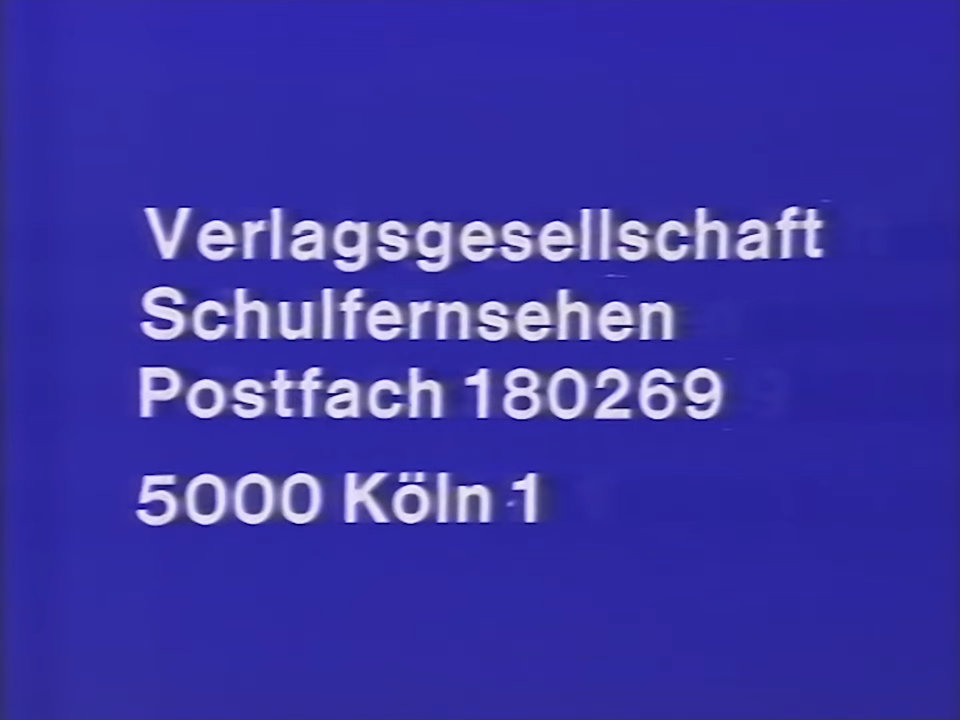 Verlagsgesellschaft
Schulfernsehen
Postfach 180269
5000 Köln 1